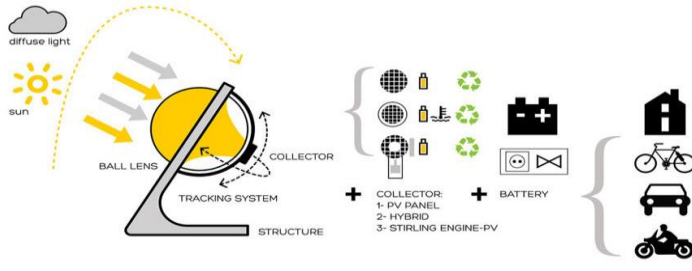 diffuse light
sun
BALL LENS
COLLECTOR
TRACKING SYSTEM
STRUCTURE
+
COLLECTOR:
1- PV PANEL
2- HYBRID
3- STIRLING ENGINE-PV
+
- +
BATTERY